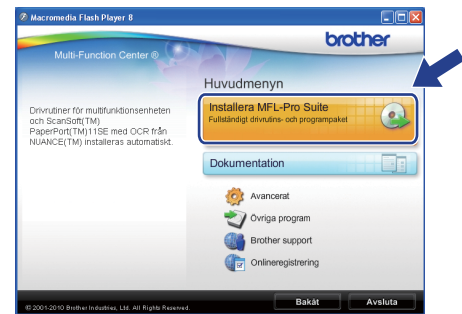 Macromedia Flash Player 8
brother
Multi-Function Center ®
Huvudmenyn
Drivrutiner för multifunktionsenheten
och ScanSoft(TM)
PaperPort(TM)11SE med OCR från
NUANCE(TM) installeras automatiskt.
Installera MFL-Pro Suite
Fullständigt drivrutins- och programpaket
Dokumentation
Avancerat
Övriga program
Brother support
Onlineregistrering
© 2001-2010 Brother Industries, Ltd. All Rights Reserved.
Bakåt
Avsluta